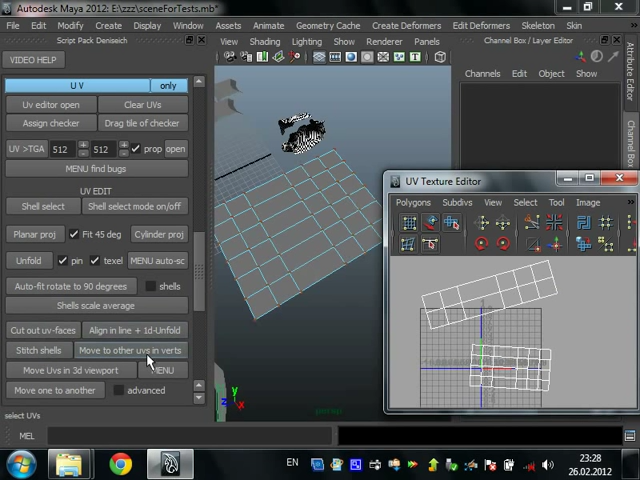 Autodesk Maya 2012: E:\zzz\sceneForTests.mb*
File Edit Modify Create Display Window Assets Animate Geometry Cache Create Deformers Edit Deformers Skeleton Skin
Script Pack Deniseich
View Shading Lighting Show Renderer Panels
Channel Box / Layer Editor
VIDEO HELP
Channels Edit Object Show
Attribute Editor
Channel
U V only
Uv editor open Clear UVs
Assign checker Drag tile of checker
UV >TGA 512 512 prop open
MENU find bugs
UV EDIT
Shell select Shell select mode on/off
Planar proj Fit 45 deg Cylinder proj
Unfold pin texel MENU auto-sc
Auto-fit rotate to 90 degrees shells
Shells scale average
Cut out uv-faces Align in line + 1d-Unfold
Stitch shells Move to other uvs in verts
Move Uvs in 3d viewport MENU
Move one to another advanced
UV Texture Editor
Polygons Subdivs View Select Tool Image »
persp
y
z
x
select UVs
MEL
EN
23:28
26.02.2012